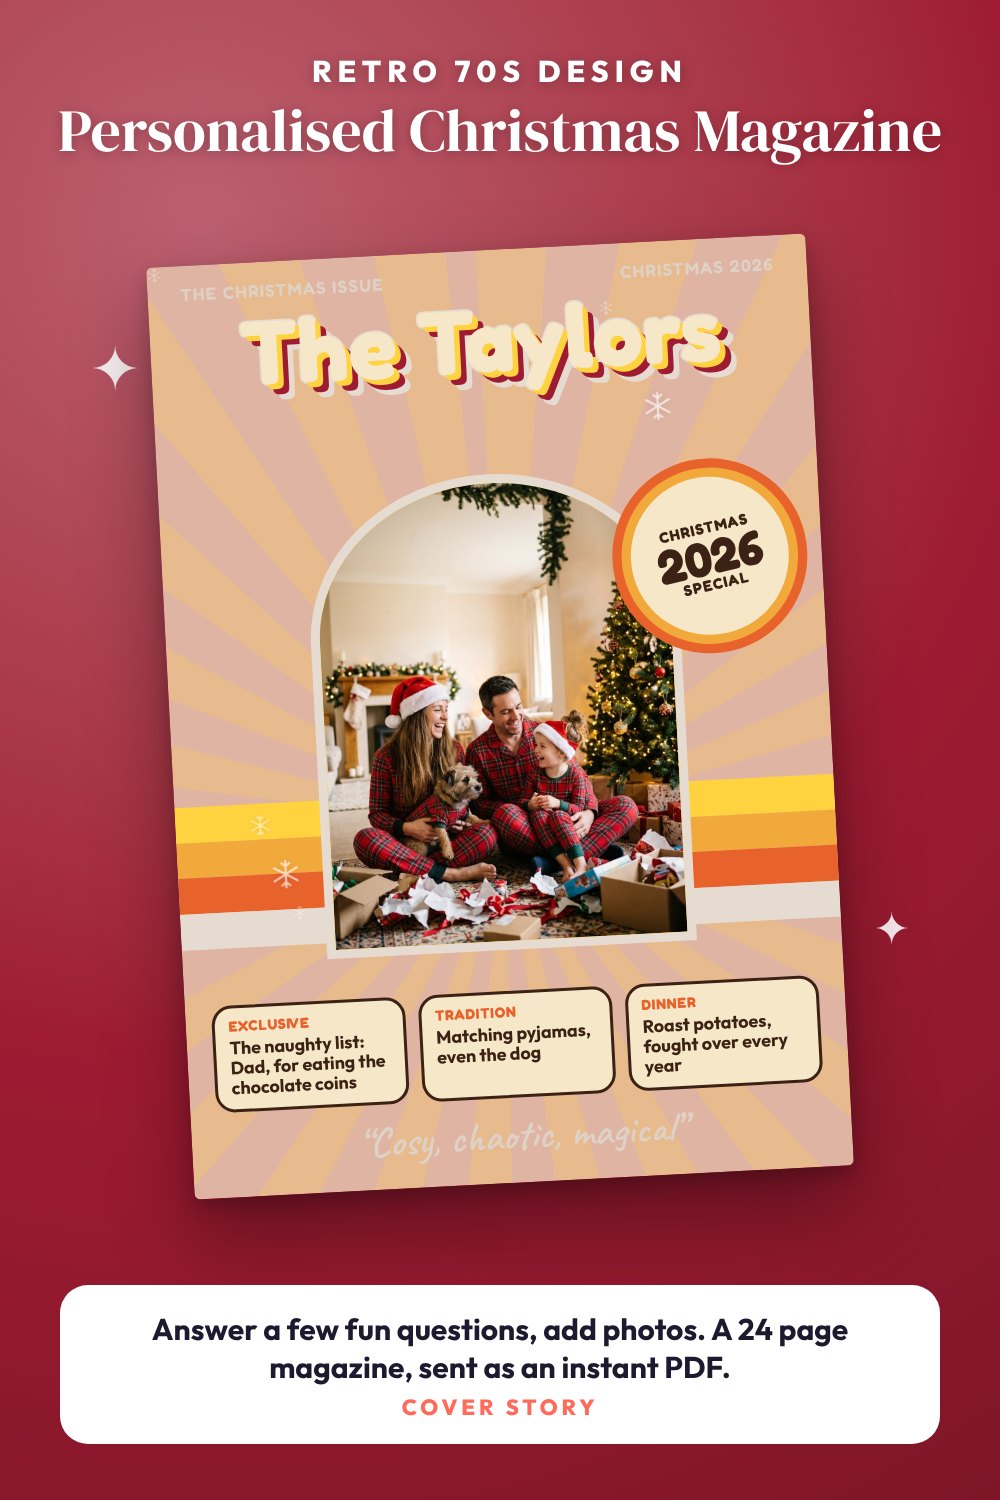 RETRO 70S DESIGN
Personalised Christmas Magazine
THE CHRISTMAS ISSUE
CHRISTMAS 2026
The Taylors
CHRISTMAS
2026
SPECIAL
EXCLUSIVE
The naughty list:
Dad, for eating the
chocolate coins
TRADITION
Matching pyjamas,
even the dog
DINNER
Roast potatoes,
fought over every
year
“Cosy, chaotic, magical”
Answer a few fun questions, add photos. A 24 page
magazine, sent as an instant PDF.
COVER STORY